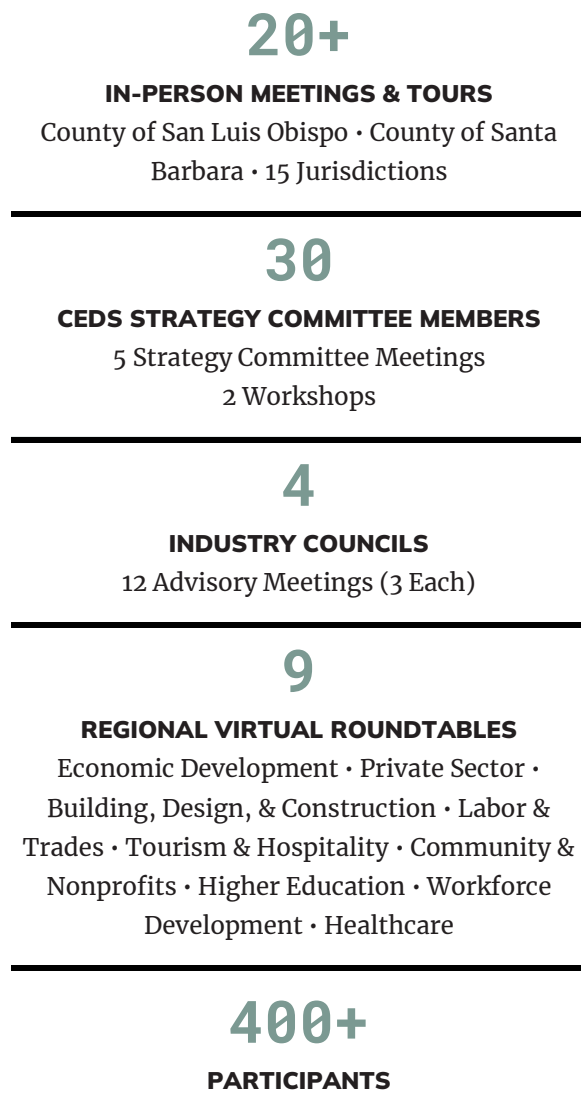 20+
IN-PERSON MEETINGS & TOURS
County of San Luis Obispo • County of Santa
Barbara • 15 Jurisdictions
30
CEDS STRATEGY COMMITTEE MEMBERS
5 Strategy Committee Meetings
2 Workshops
4
INDUSTRY COUNCILS
12 Advisory Meetings (3 Each)
9
REGIONAL VIRTUAL ROUNDTABLES
Economic Development • Private Sector •
Building, Design, & Construction • Labor &
Trades • Tourism & Hospitality • Community &
Nonprofits • Higher Education • Workforce
Development • Healthcare
400+
PARTICIPANTS